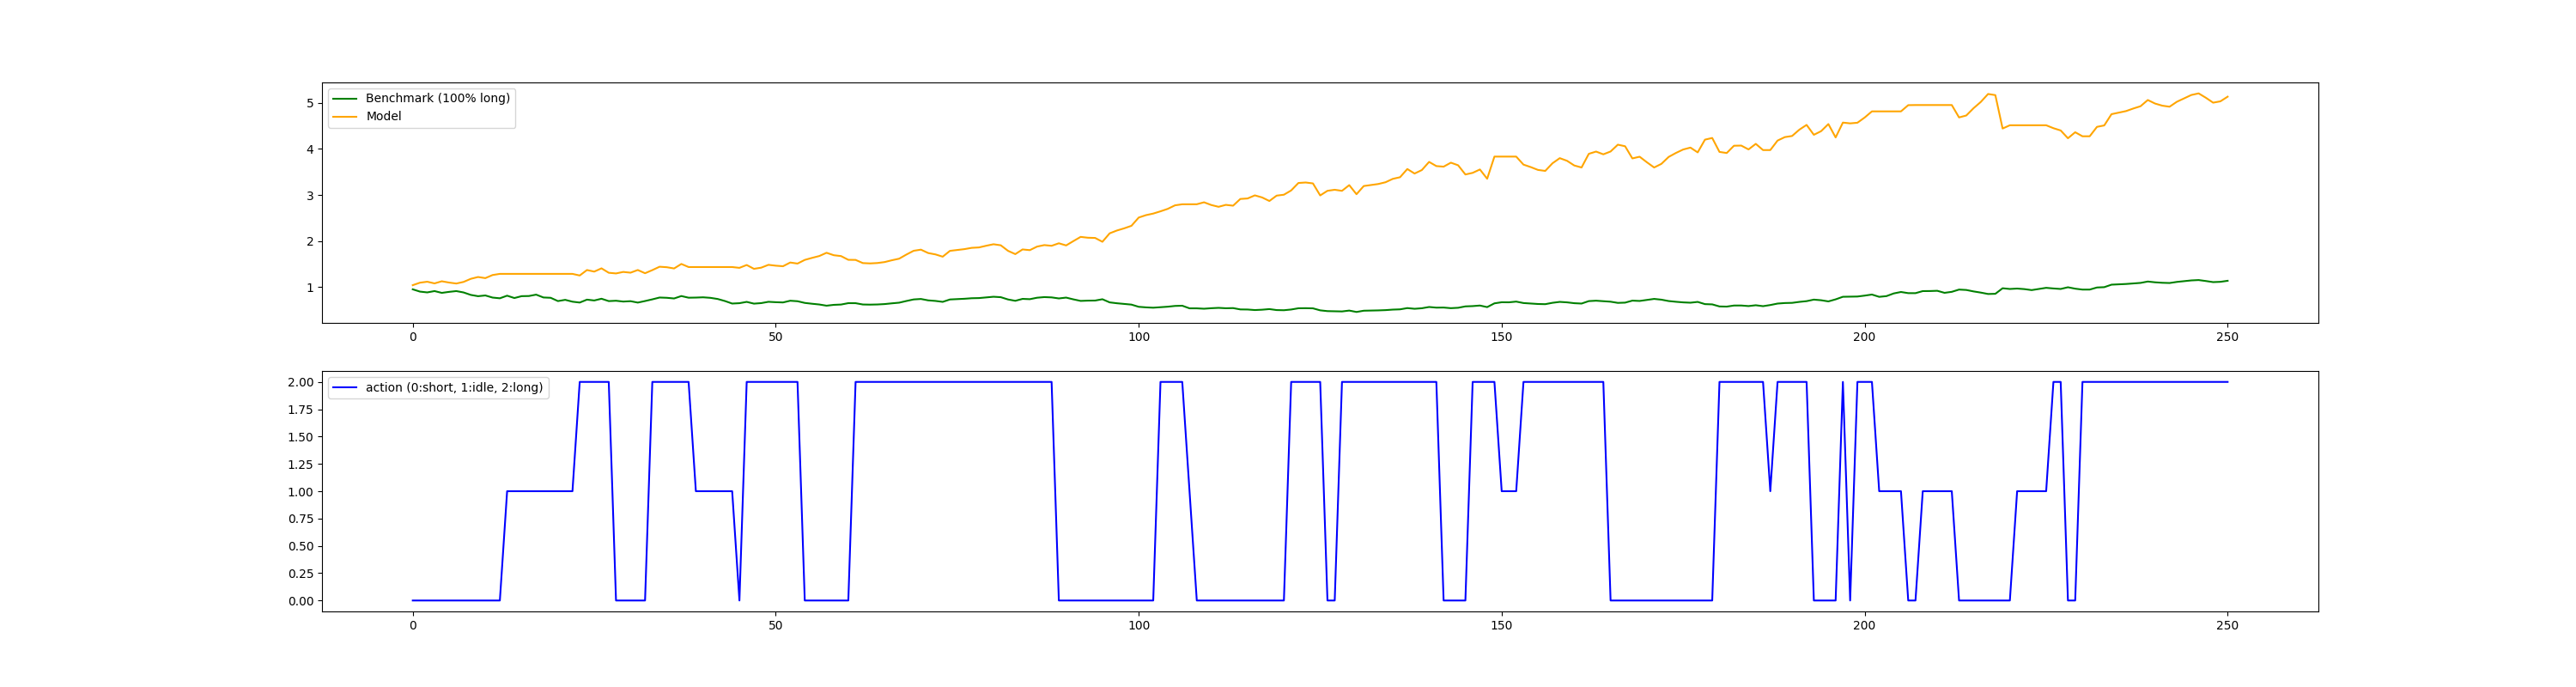 Benchmark (100% long)
Model
5
4
3
2
1
0 50 100 150 200 250
action (0:short, 1:idle, 2:long)
2.00
1.75
1.50
1.25
1.00
0.75
0.50
0.25
0.00
0 50 100 150 200 250